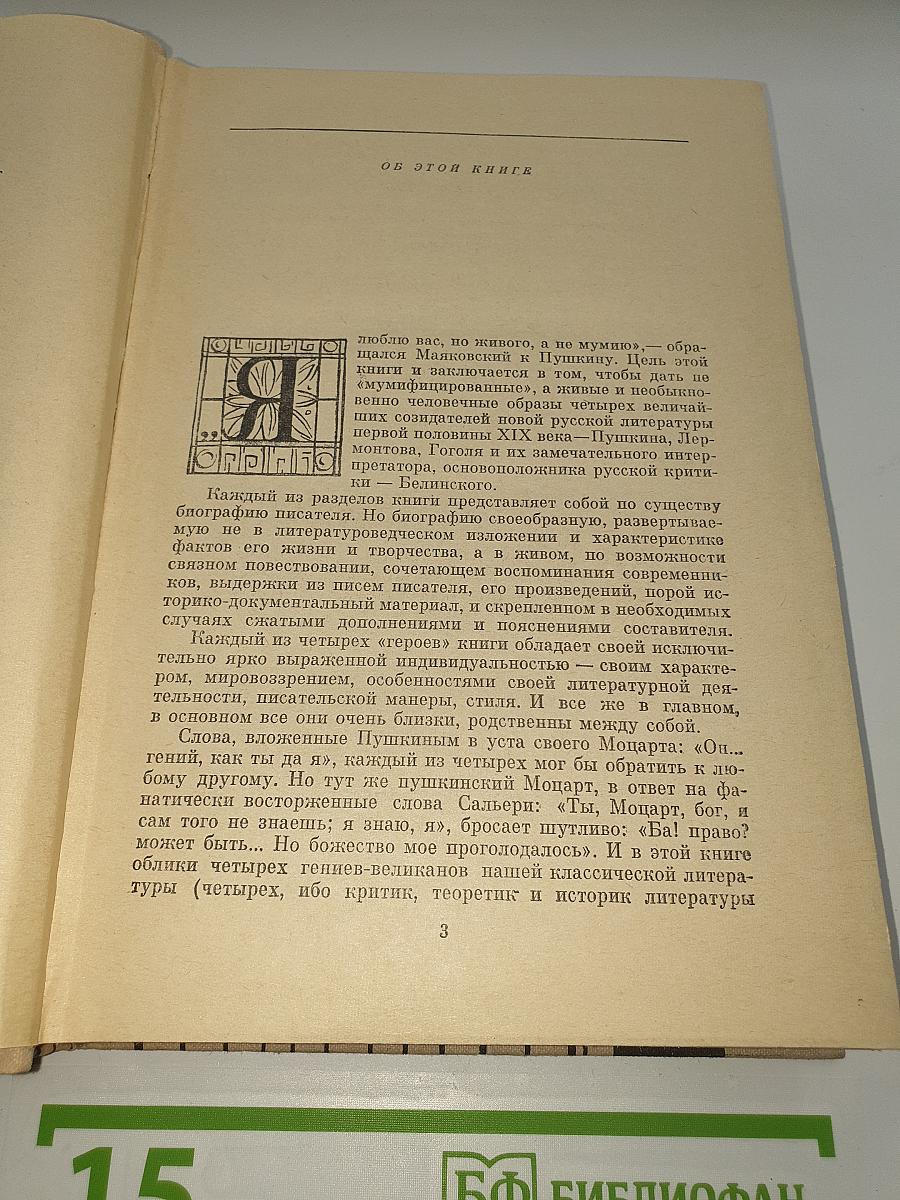 ОБ ЭТОЙ КНИГЕ
„Я люблю вас, но живого, а не мумию»,— обра-
щался Маяковский к Пушкину. Цель этой
книги и заключается в том, чтобы дать не
«мумифицированные», а живые и необыкно-
венно человечные образы четырех величай-
ших созидателей новой русской литературы
первой половины XIX века—Пушкина, Лер-
монтова, Гоголя и их замечательного интер-
претатора, основоположника русской крити-
ки — Белинского.
Каждый из разделов книги представляет собой по существу
биографию писателя. Но биографию своеобразную, развертывае-
мую не в литературоведческом изложении и характеристике
фактов его жизни и творчества, а в живом, по возможности
связном повествовании, сочетающем воспоминания современни-
ков, выдержки из писем писателя, его произведений, порой ис-
торико-документальный материал, и скрепленном в необходимых
случаях сжатыми дополнениями и пояснениями составителя.
Каждый из четырех «героев» книги обладает своей исключи-
тельно ярко выраженной индивидуальностью — своим характе-
ром, мировоззрением, особенностями своей литературной дея-
тельности, писательской манеры, стиля. И все же в главном,
в основном все они очень близки, родственны между собой.
Слова, вложенные Пушкиным в уста своего Моцарта: «Он...
гений, как ты да я», каждый из четырех мог бы обратить к лю-
бому другому. Но тут же пушкинский Моцарт, в ответ на фа-
натически восторженные слова Сальери: «Ты, Моцарт, бог, и
сам того не знаешь; я знаю, я», бросает шутливо: «Ба! право?
может быть... Но божество мое проголодалось». И в этой книге
облики четырех гениев-великанов нашей классической литера-
туры (четырех, ибо критик, теоретик и историк литературы
3
15
БФ БИБЛИОФАН